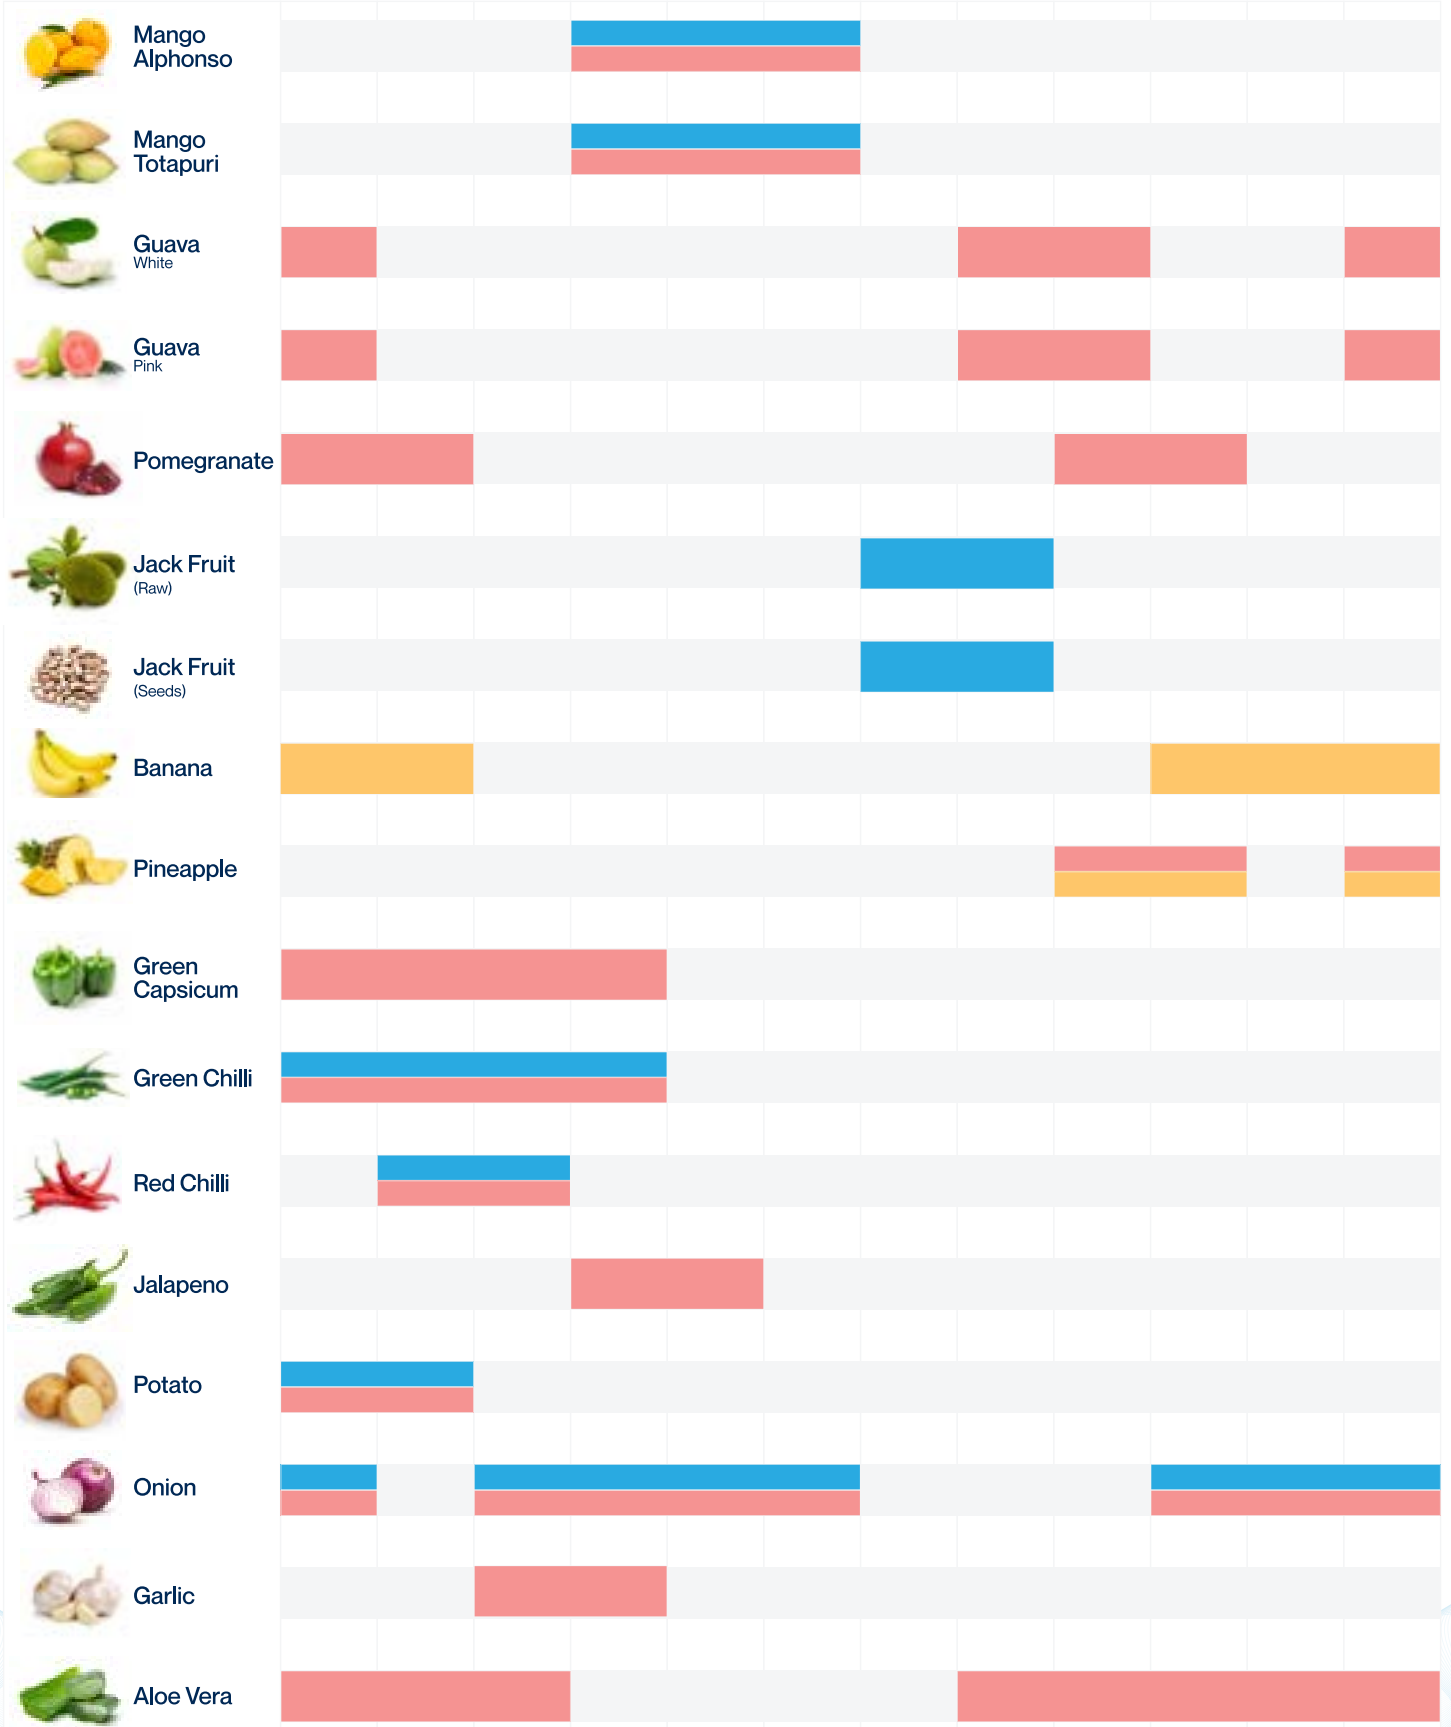 Mango
Alphonso
Mango
Totapuri
Guava
White
Guava
Pink
Pomegranate
Jack Fruit
(Raw)
Jack Fruit
(Seeds)
Banana
Pineapple
Green
Capsicum
Green Chilli
Red Chilli
Jalapeno
Potato
Onion
Garlic
Aloe Vera